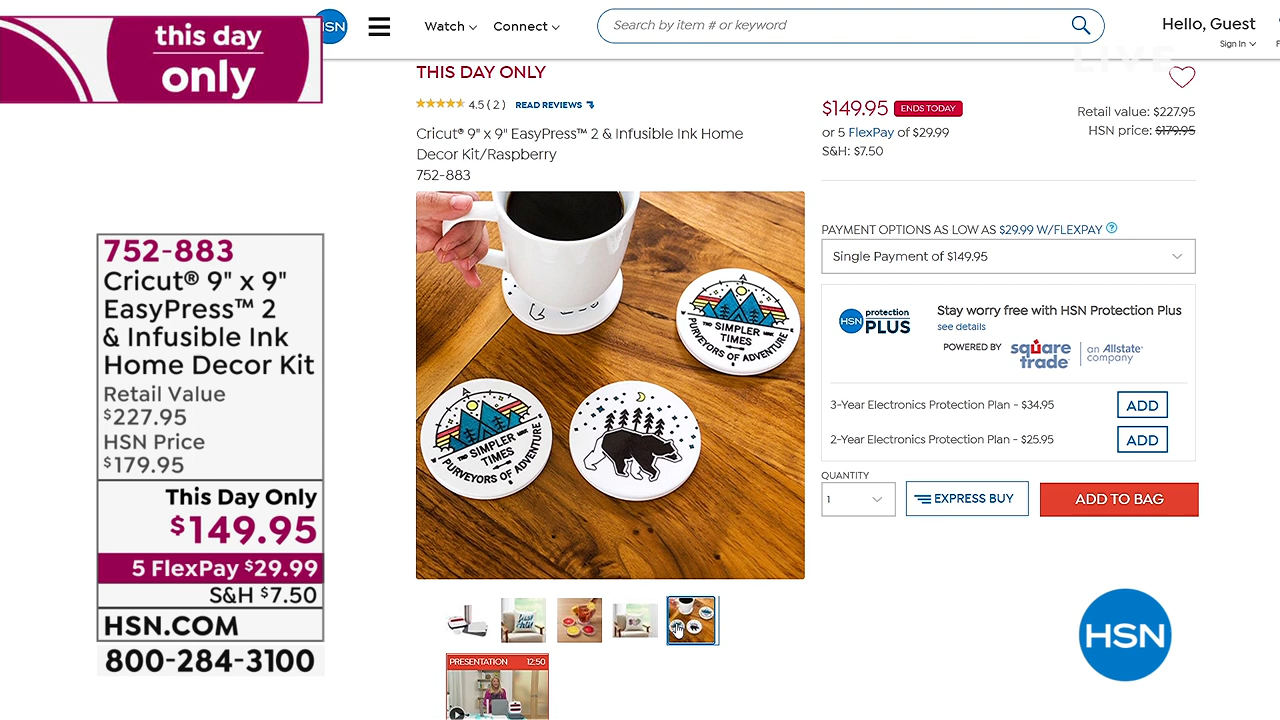 this day
only
HSN
Watch
Connect
Search by item # or keyword
Hello, Guest
Sign In
LIVE
THIS DAY ONLY
4.5 ( 2 ) READ REVIEWS
Cricut® 9" x 9" EasyPress™ 2 & Infusible Ink Home
Decor Kit/Raspberry
752-883
$149.95 ENDS TODAY
or 5 FlexPay of $29.99
S&H: $7.50
Retail value: $227.95
HSN price: $179.95
PAYMENT OPTIONS AS LOW AS $29.99 W/FLEXPAY ?
Single Payment of $149.95
HSN protection PLUS
Stay worry free with HSN Protection Plus
see details
POWERED BY square trade an Allstate company
3-Year Electronics Protection Plan - $34.95 ADD
2-Year Electronics Protection Plan - $25.95 ADD
QUANTITY
1
EXPRESS BUY
ADD TO BAG
SIMPLER
TIMES
PURVEYORS OF ADVENTURE
SIMPLER
TIMES
PURVEYORS OF ADVENTURE
752-883
Cricut® 9" x 9"
EasyPress™ 2
& Infusible Ink
Home Decor Kit
Retail Value
$227.95
HSN Price
$179.95
This Day Only
$149.95
5 FlexPay $29.99
S&H $7.50
HSN.COM
800-284-3100
PRESENTATION 12:50
HSN